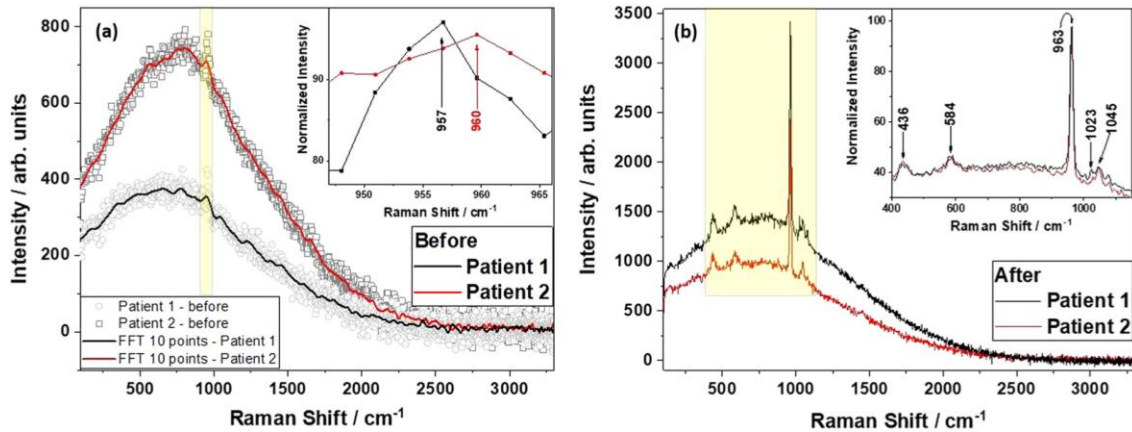 (a)
Intensity / arb. units
800
700
600
500
400
300
200
100
0
500
1000
1500
2000
2500
3000
Raman Shift / cm-1
Normalized Intensity
90
80
957
960
950
955
960
965
Raman Shift / cm-1
Before
Patient 1
Patient 2
Patient 1 - before
Patient 2 - before
FFT 10 points - Patient 1
FFT 10 points - Patient 2
(b)
Intensity / arb. units
3500
3000
2500
2000
1500
1000
500
0
500
1000
1500
2000
2500
3000
Raman Shift / cm-1
Normalized Intensity
100
80
60
40
436
584
963
1023
1045
400
600
800
1000
Raman Shift / cm-1
After
Patient 1
Patient 2